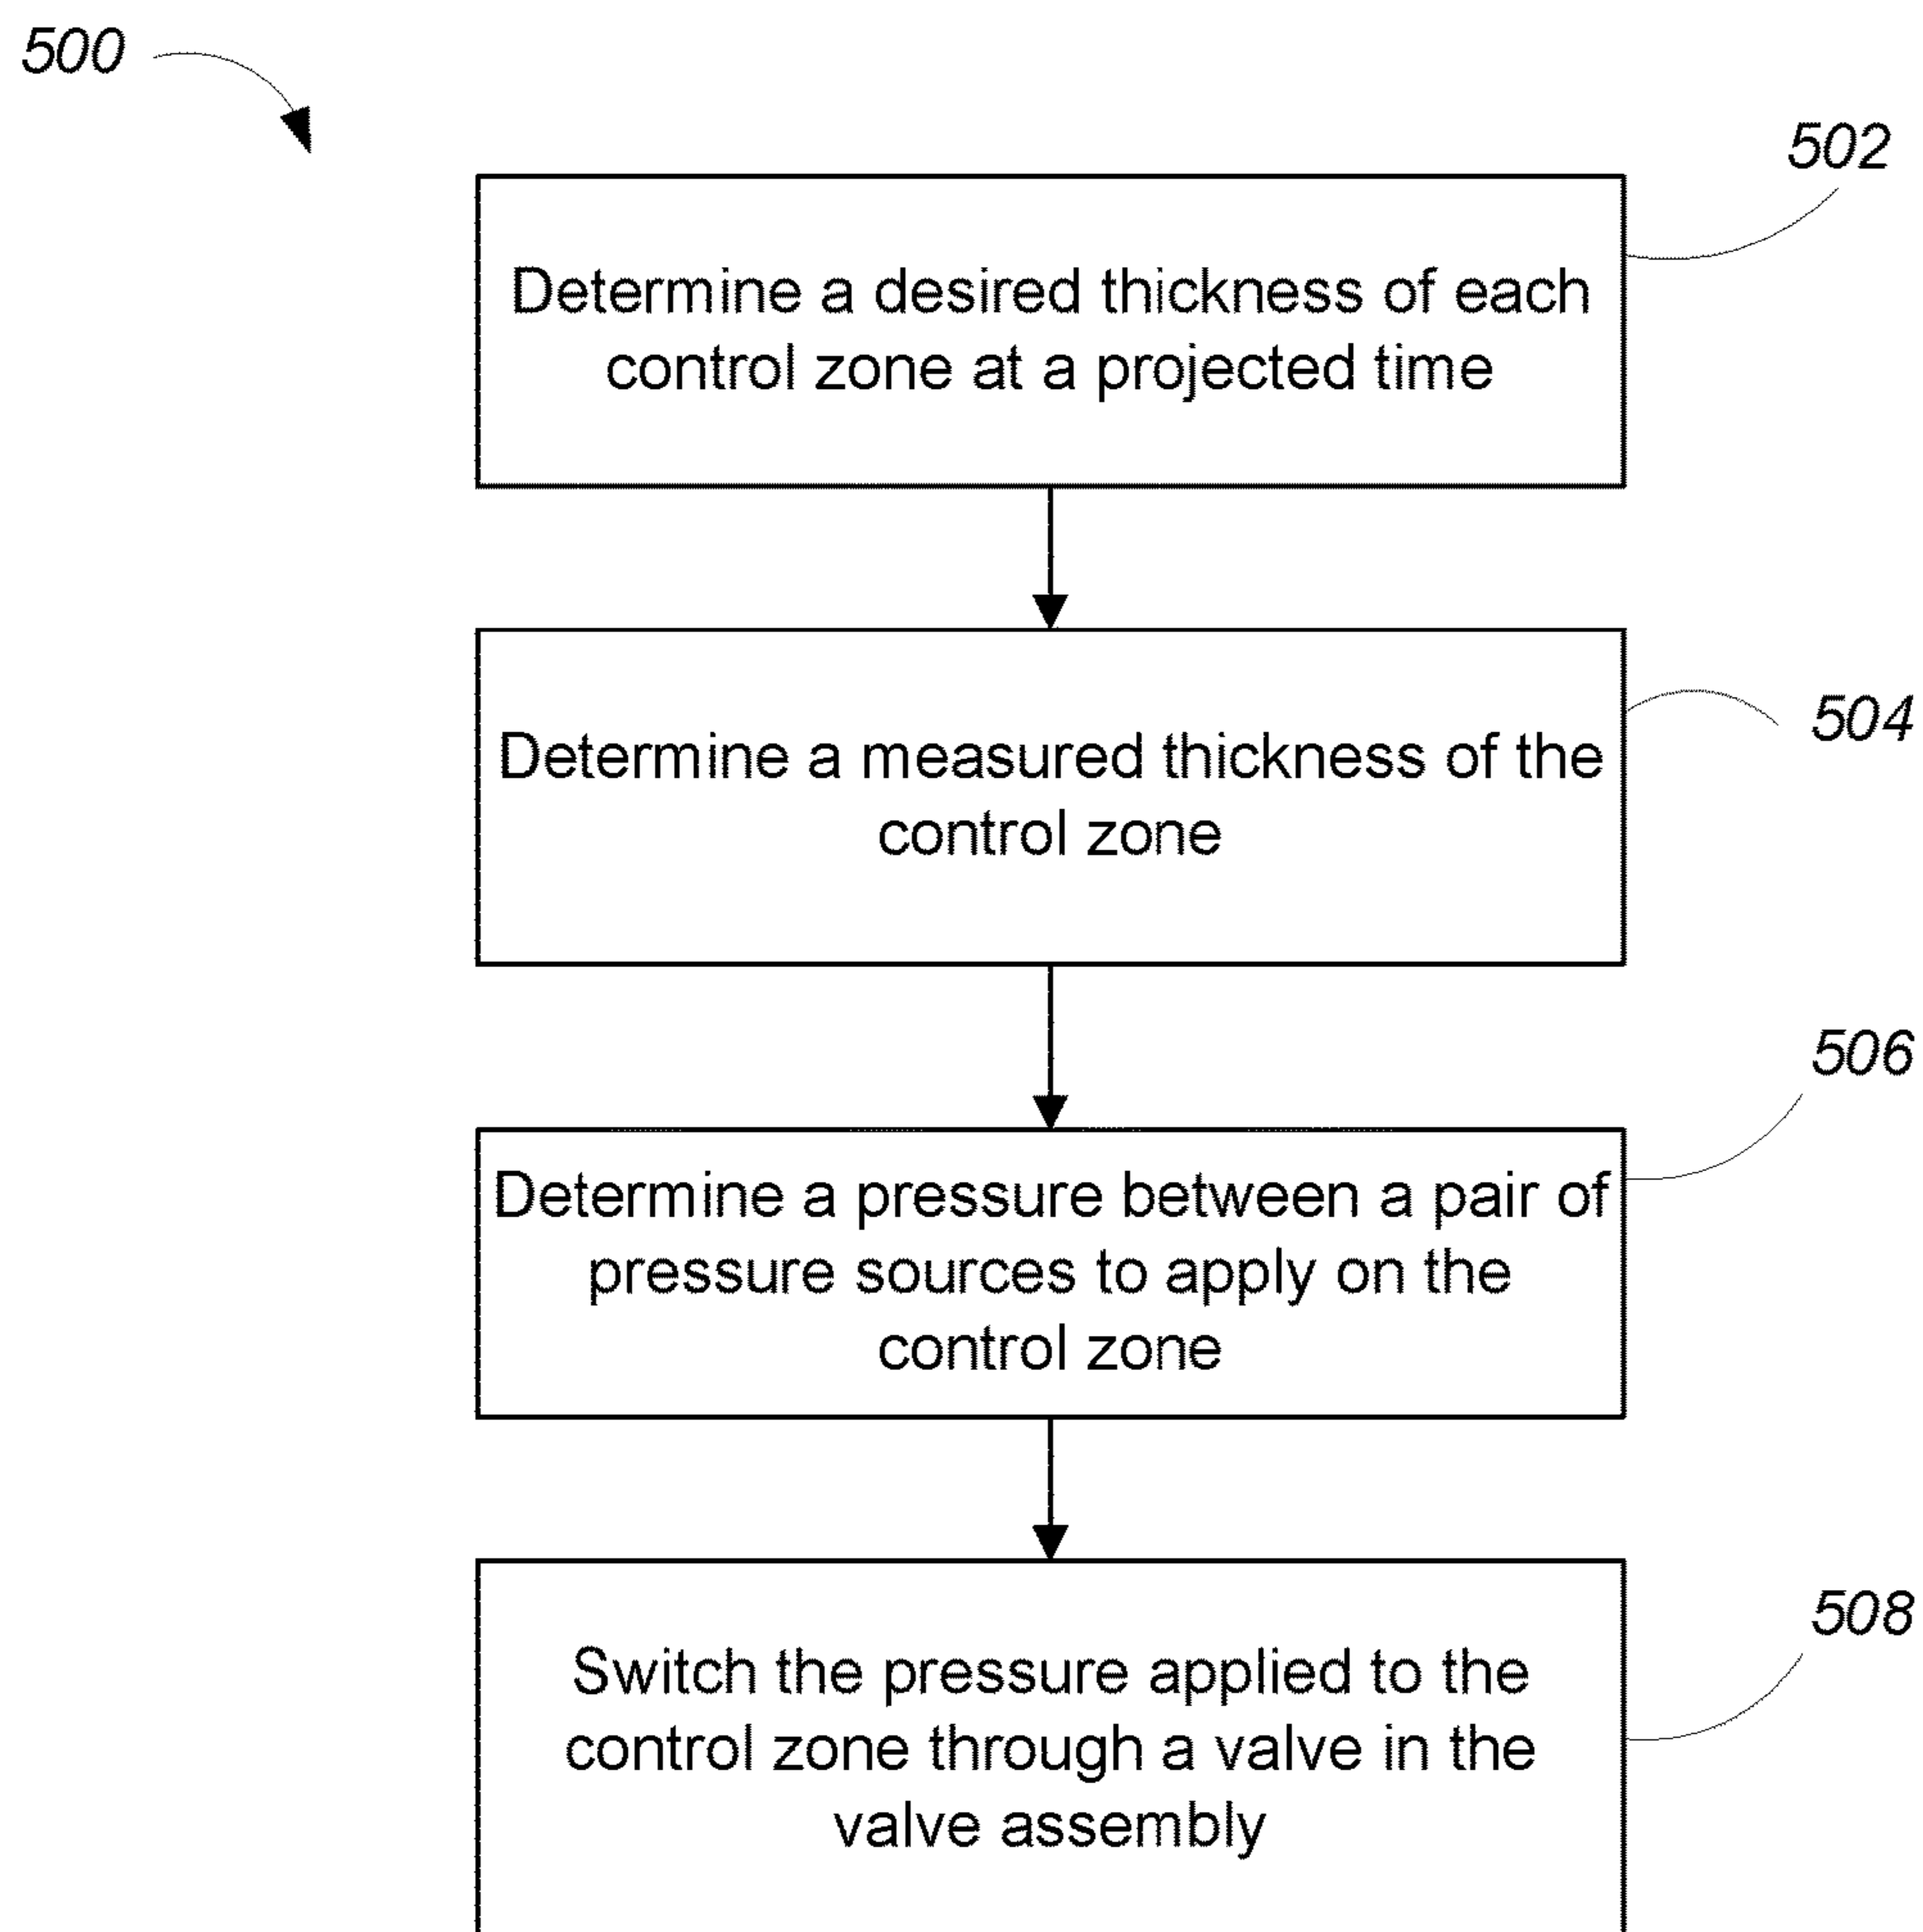 500
502
Determine a desired thickness of each
control zone at a projected time
504
Determine a measured thickness of the
control zone
506
Determine a pressure between a pair of
pressure sources to apply on the
control zone
508
Switch the pressure applied to the
control zone through a valve in the
valve assembly